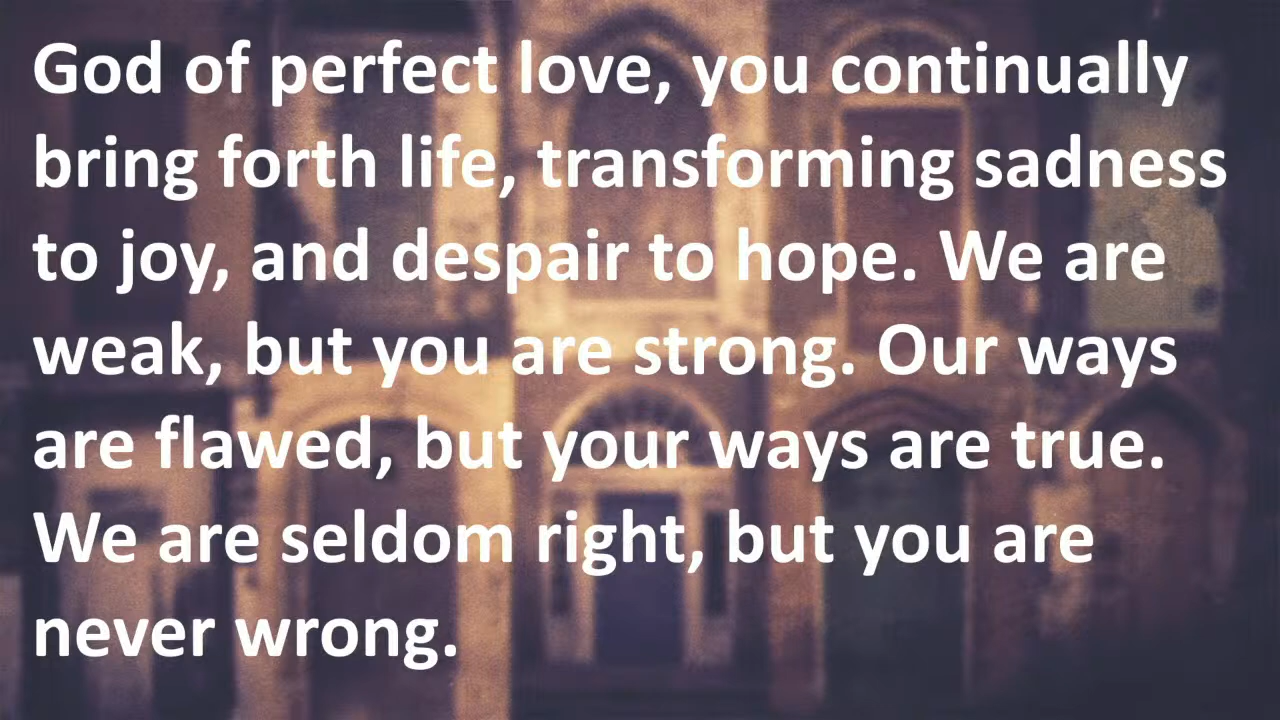 God of perfect love, you continually
bring forth life, transforming sadness
to joy, and despair to hope. We are
weak, but you are strong. Our ways
are flawed, but your ways are true.
We are seldom right, but you are
never wrong.